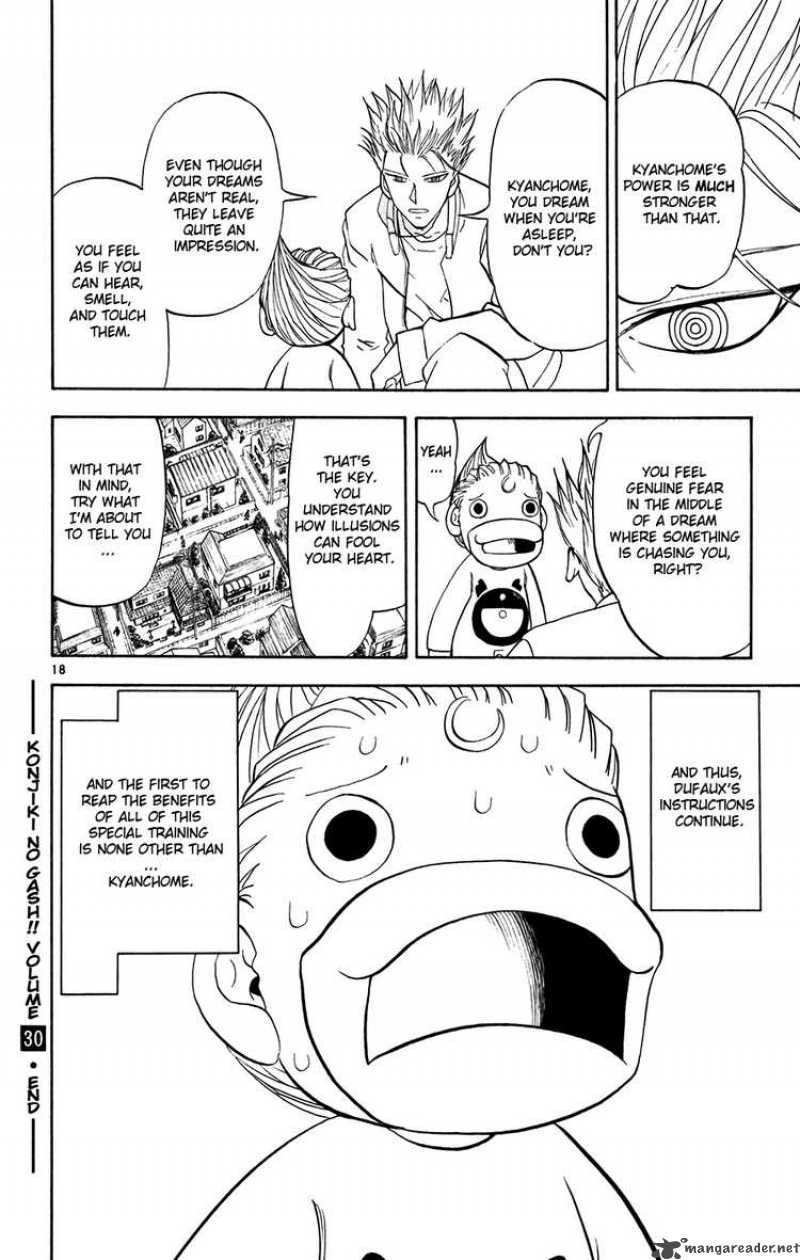 KYANCHOME'S
POWER IS MUCH
STRONGER
THAN THAT.
KYANCHOME,
YOU DREAM
WHEN YOU'RE
ASLEEP,
DON'T YOU?
EVEN THOUGH
YOUR DREAMS
AREN'T REAL,
THEY LEAVE
QUITE AN
IMPRESSION.
YOU FEEL
AS IF YOU
CAN HEAR,
SMELL,
AND TOUCH
THEM.
YOU FEEL
GENUINE FEAR
IN THE MIDDLE
OF A DREAM
WHERE SOMETHING
IS CHASING YOU,
RIGHT?
YEAH
...
THAT'S
THE KEY.
YOU
UNDERSTAND
HOW ILLUSIONS
CAN FOOL
YOUR HEART.
WITH THAT
IN MIND,
TRY WHAT
I'M ABOUT
TO TELL YOU
...
18
AND THUS,
DUFAUX'S
INSTRUCTIONS
CONTINUE.
AND THE FIRST TO
REAP THE BENEFITS
OF ALL OF THIS
SPECIAL TRAINING
IS NONE OTHER THAN
...
KYANCHOME.
KONJIKI NO GASH!! VOLUME 30 • END
mangareader.net